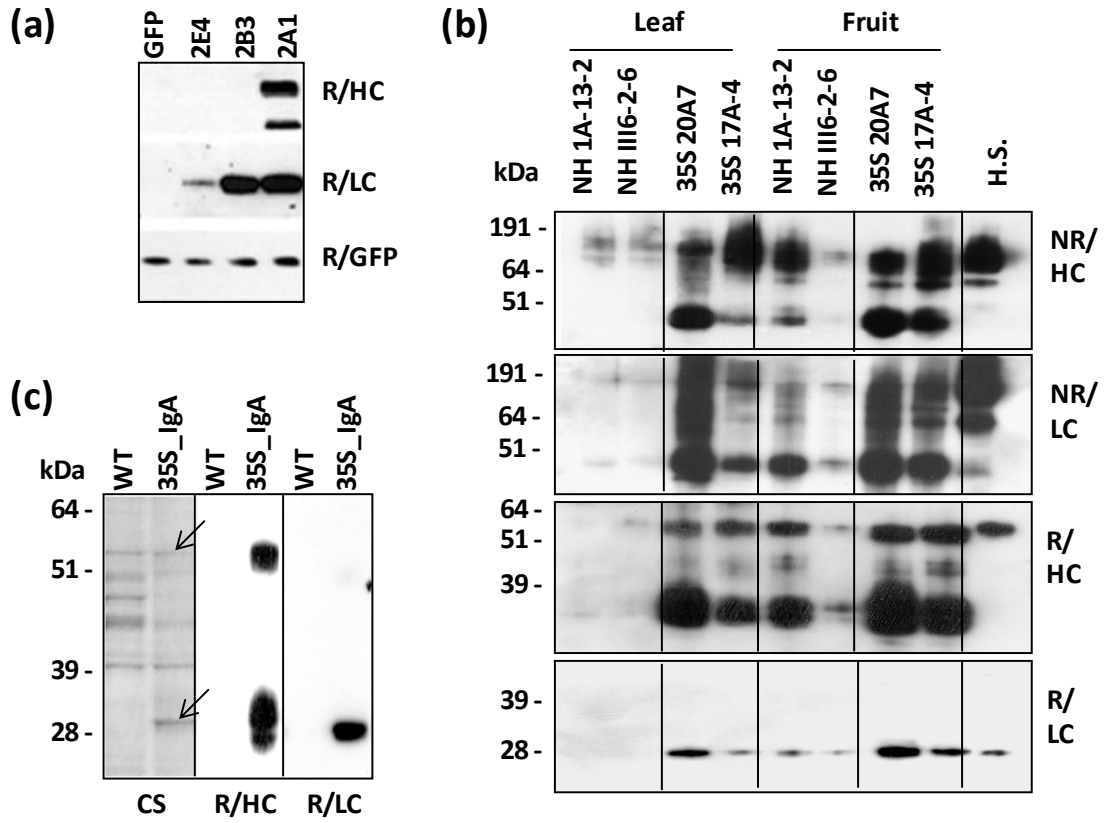 (a)
GFP
2E4
2B3
2A1
R/HC
R/LC
R/GFP
(b)
Leaf
Fruit
NH 1A-13-2
NH III6-2-6
35S 20A7
35S 17A-4
NH 1A-13-2
NH III6-2-6
35S 20A7
35S 17A-4
H.S.
kDa
191 -
64 -
51 -
NR/
HC
191 -
64 -
51 -
NR/
LC
64 -
51 -
39 -
R/
HC
39 -
28 -
R/
LC
(c)
WT
35S_IgA
WT
35S_IgA
WT
35S_IgA
kDa
64 -
51 -
39 -
28 -
CS
R/HC
R/LC